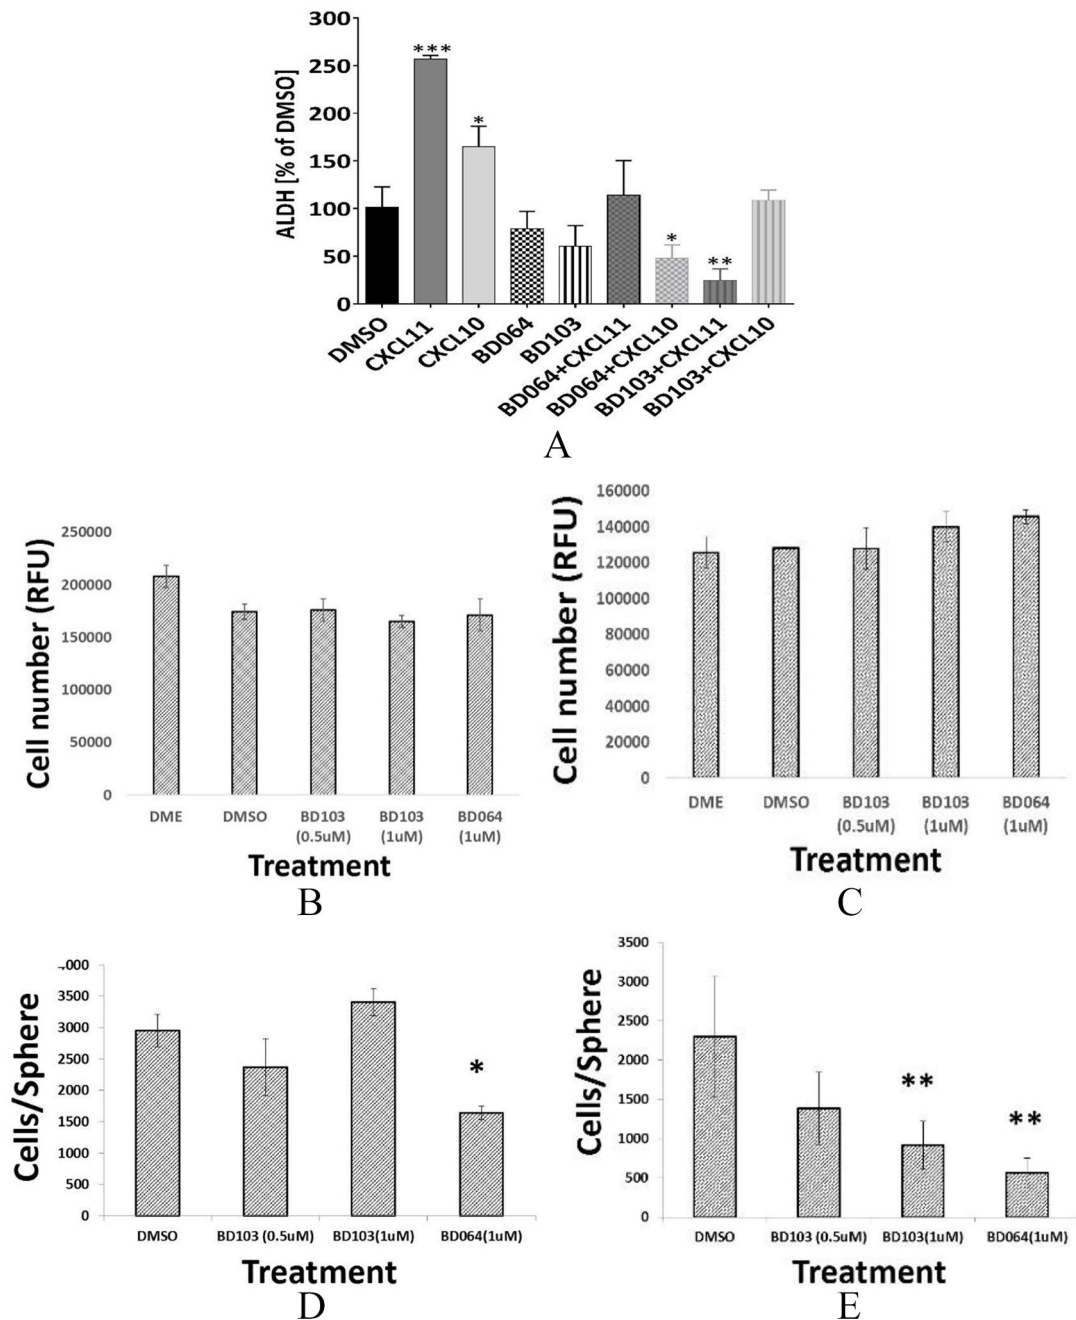 300
250
200
150
100
50
0
ALDH [% of DMSO]
***
*
*
**
DMSO
CXCL11
CXCL10
BD064
BD103
BD064+CXCL11
BD064+CXCL10
BD103+CXCL11
BD103+CXCL10
A
250000
200000
150000
100000
50000
0
Cell number (RFU)
DME DMSO BD103 BD103 BD064
(0.5uM) (1uM) (1uM)
Treatment
B
160000
140000
120000
100000
80000
60000
40000
20000
0
Cell number (RFU)
DME DMSO BD103 BD103 BD064
(0.5uM) (1uM) (1uM)
Treatment
C
000
3500
3000
2500
2000
1500
1000
500
0
Cells/Sphere
*
DMSO BD103 (0.5uM) BD103(1uM) BD064(1uM)
Treatment
D
3500
3000
2500
2000
1500
1000
500
0
Cells/Sphere
**
**
DMSO BD103 (0.5uM) BD103(1uM) BD064(1uM)
Treatment
E